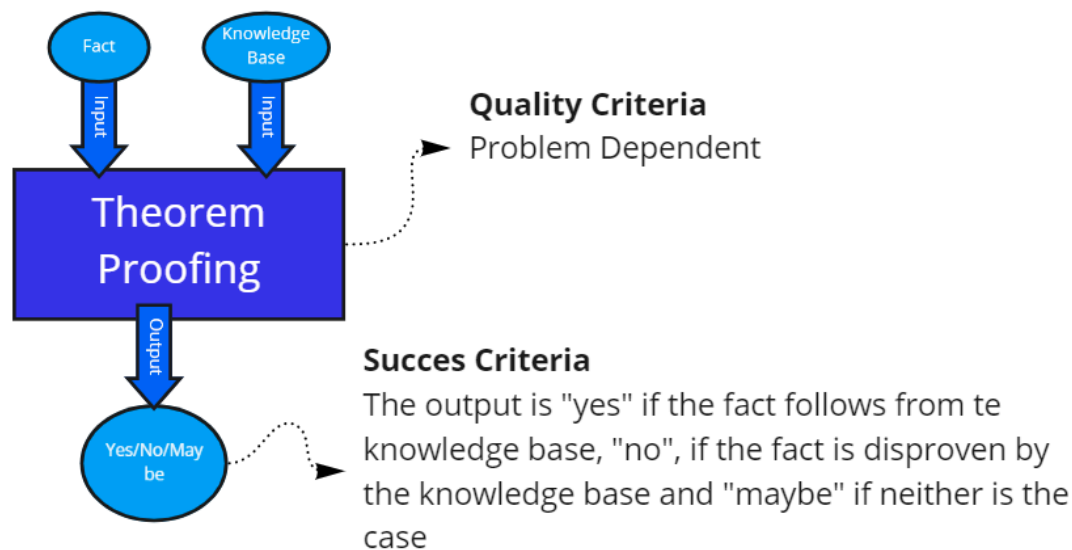 Fact
Knowledge
Base
Input
Input
Quality Criteria
Problem Dependent
Theorem
Proofing
Output
Succes Criteria
The output is "yes" if the fact follows from te
knowledge base, "no", if the fact is disproven by
the knowledge base and "maybe" if neither is the
case
Yes/No/May
be